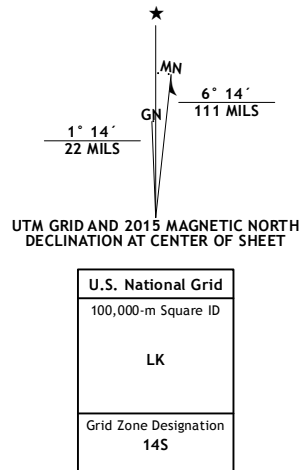 ★
MN
GN
6° 14´
111 MILS
1° 14´
22 MILS
UTM GRID AND 2015 MAGNETIC NORTH
DECLINATION AT CENTER OF SHEET
U.S. National Grid
100,000-m Square ID
LK
Grid Zone Designation
14S